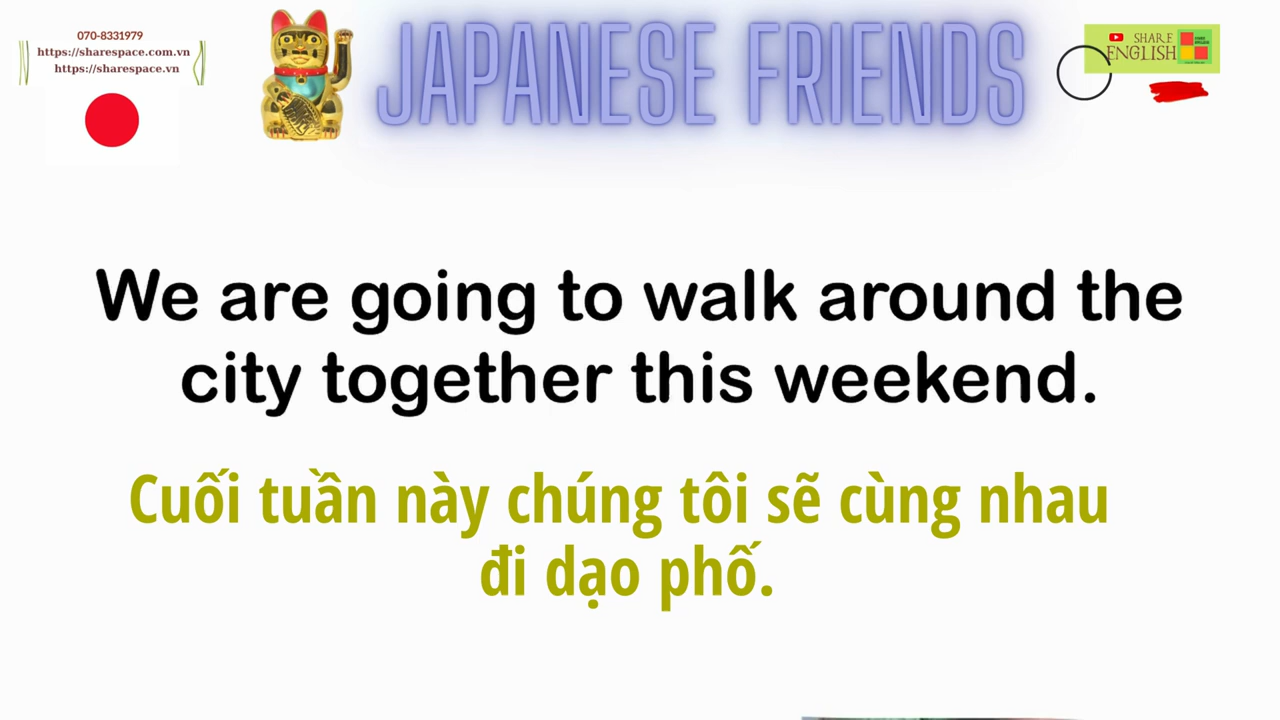 070-8331979
https://sharespace.com.vn
https://sharespace.vn
JAPANESE FRIENDS
SHARE
ENGLISH
We are going to walk around the
city together this weekend.
Cuối tuần này chúng tôi sẽ cùng nhau
đi dạo phố.